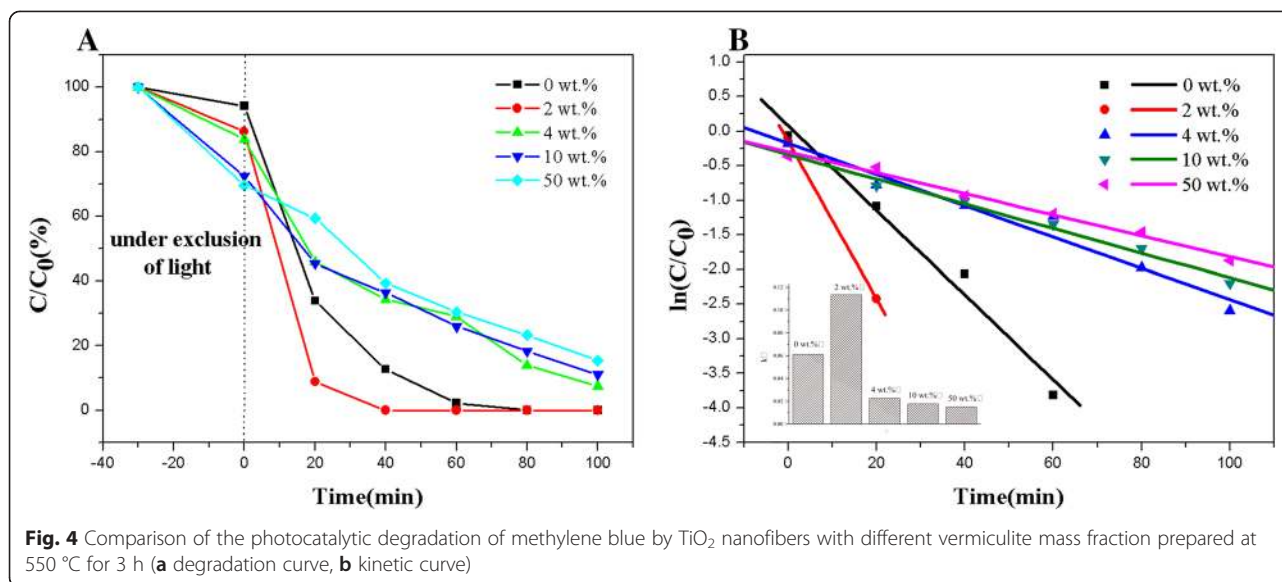 A
C/C0(%)
100
80
60
40
20
0
-40
-20
0
20
40
60
80
100
Time(min)
under exclusion
of light
0 wt.%
2 wt.%
4 wt.%
10 wt.%
50 wt.%
B
ln(C/C0)
1.0
0.5
0.0
-0.5
-1.0
-1.5
-2.0
-2.5
-3.0
-3.5
-4.0
-4.5
0
20
40
60
80
100
Time(min)
0 wt.%
2 wt.%
4 wt.%
10 wt.%
50 wt.%
0 wt.%□
2 wt.%□
4 wt.%□
10 wt.%□
50 wt.%□
Fig. 4 Comparison of the photocatalytic degradation of methylene blue by TiO2 nanofibers with different vermiculite mass fraction prepared at
550 °C for 3 h (a degradation curve, b kinetic curve)